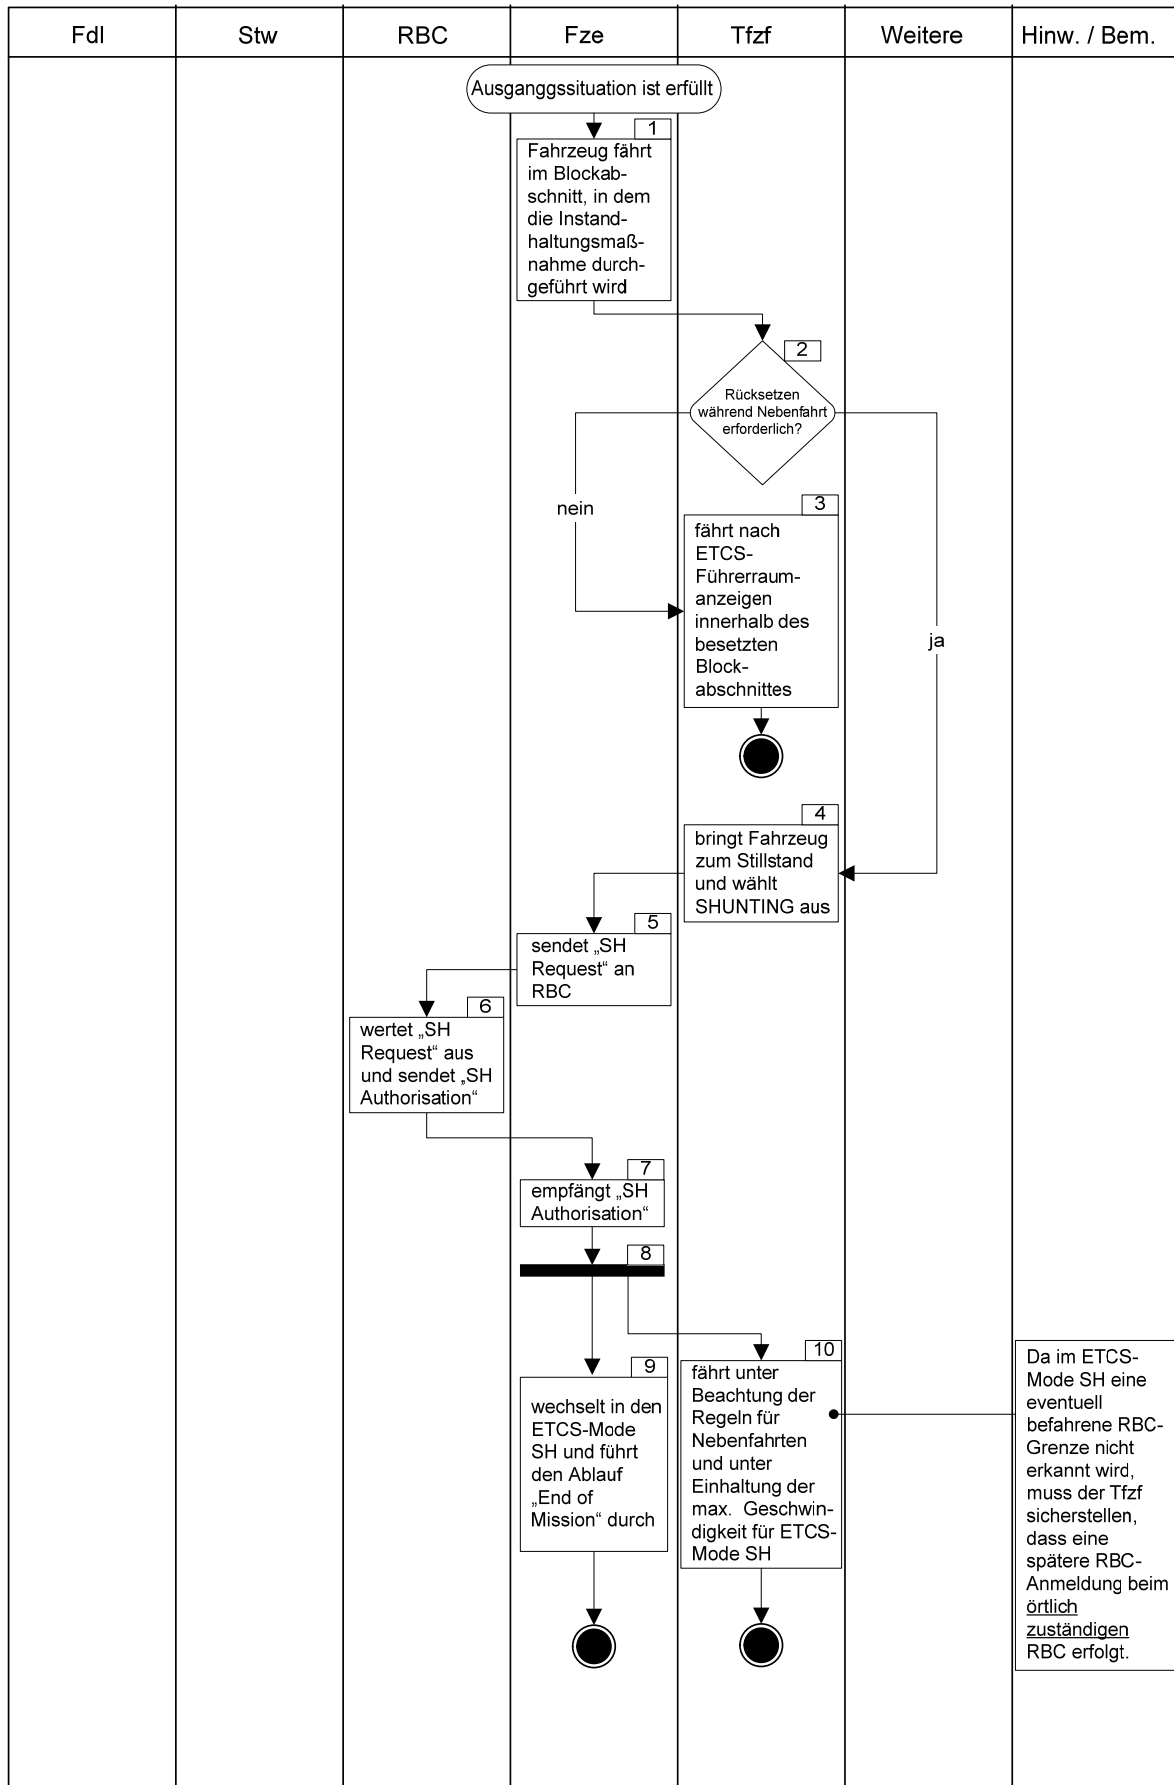 Fdl
Stw
RBC
Fze
Tfzf
Weitere
Hinw. / Bem.
Ausganggssituation ist erfüllt
1
Fahrzeug fährt
im Blockab-
schnitt, in dem
die Instand-
haltungsmaß-
nahme durch-
geführt wird
2
Rücksetzen
während Nebenfahrt
erforderlich?
nein
ja
3
fährt nach
ETCS-
Führerraum-
anzeigen
innerhalb des
besetzten
Block-
abschnittes
4
bringt Fahrzeug
zum Stillstand
und wählt
SHUNTING aus
5
sendet „SH
Request“ an
RBC
6
wertet „SH
Request“ aus
und sendet „SH
Authorisation“
7
empfängt „SH
Authorisation“
8
9
wechselt in den
ETCS-Mode
SH und führt
den Ablauf
„End of
Mission“ durch
10
fährt unter
Beachtung der
Regeln für
Nebenfahrten
und unter
Einhaltung der
max. Geschwin-
digkeit für ETCS-
Mode SH
Da im ETCS-
Mode SH eine
eventuell
befahrene RBC-
Grenze nicht
erkannt wird,
muss der Tfzf
sicherstellen,
dass eine
spätere RBC-
Anmeldung beim
örtlich
zuständigen
RBC erfolgt.